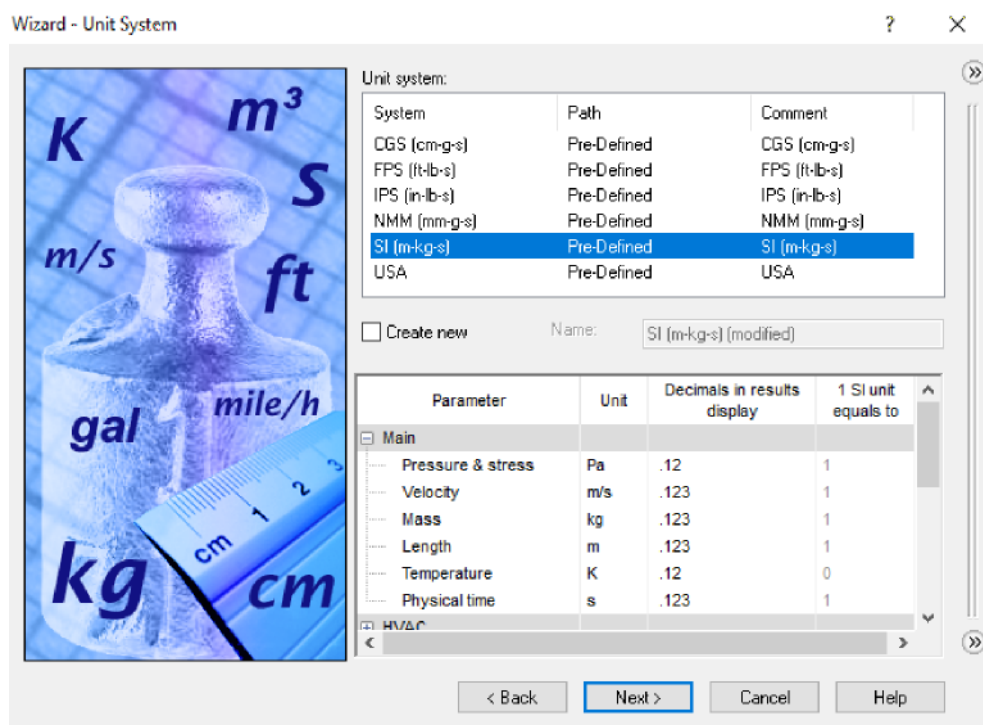 Wizard - Unit System ? ×
K
m³
s
m/s
ft
gal
1
mile/h
cm 1 2 3
kg
cm
Unit system:
System Path Comment
CGS (cm-g-s) Pre-Defined CGS (cm-g-s)
FPS (ft-lb-s) Pre-Defined FPS (ft-lb-s)
IPS (in-lb-s) Pre-Defined IPS (in-lb-s)
NMM (mm-g-s) Pre-Defined NMM (mm-g-s)
SI (m-kg-s) Pre-Defined SI (m-kg-s)
USA Pre-Defined USA
Create new Name: SI (m-kg-s) (modified)
Parameter Unit Decimals in results display 1 SI unit equals to
Main
Pressure & stress Pa .12 1
Velocity m/s .123 1
Mass kg .123 1
Length m .123 1
Temperature K .12 0
Physical time s .123 1
HVAC
< Back Next > Cancel Help